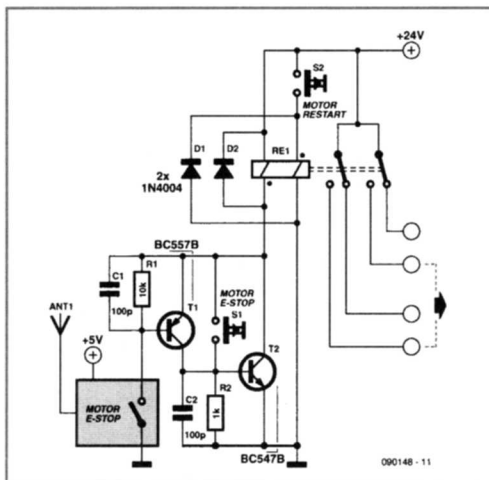 +24V
S2
MOTOR
RESTART
D1
D2
RE1
2x
1N4004
BC557B
C1
R1
10k
MOTOR
E-STOP
S1
T1
ANT1
100p
T2
+5V
R2
1k
C2
MOTOR
E-STOP
100p
BC547B
090148 - 11